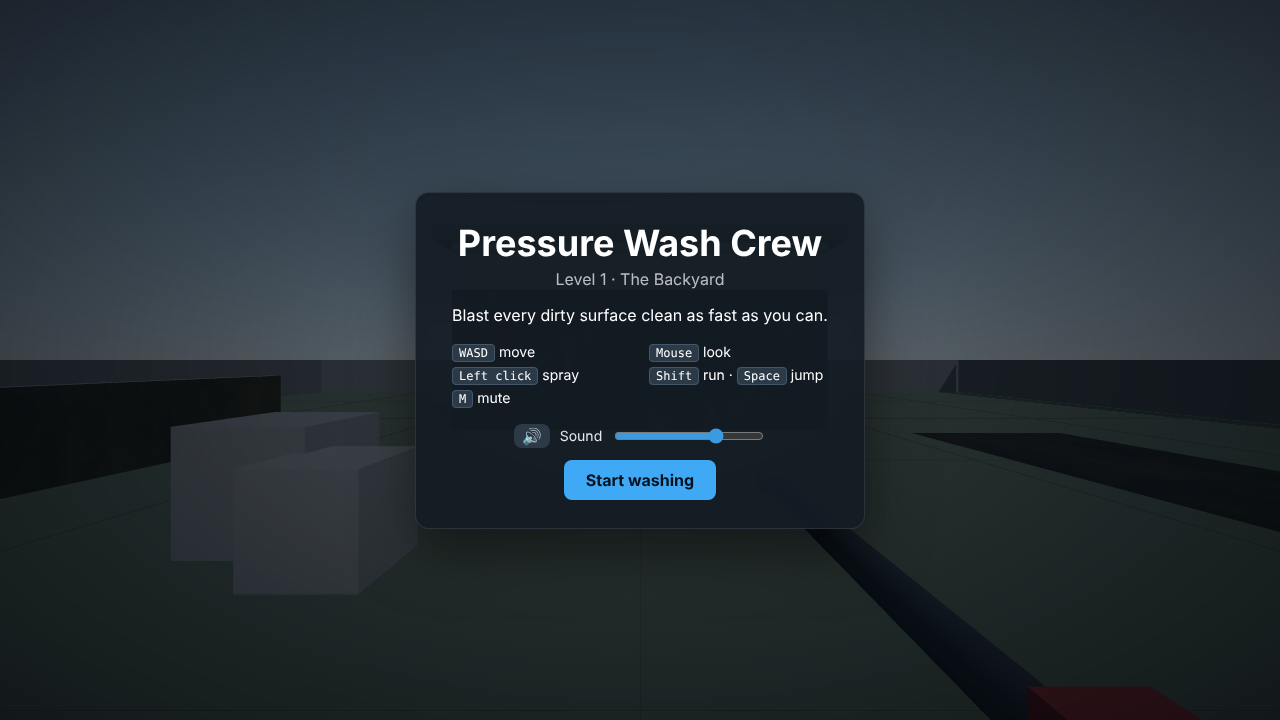 Pressure Wash Crew
Level 1 · The Backyard
Blast every dirty surface clean as fast as you can.
WASD move Mouse look
Left click spray Shift run · Space jump
M mute
Sound
Start washing